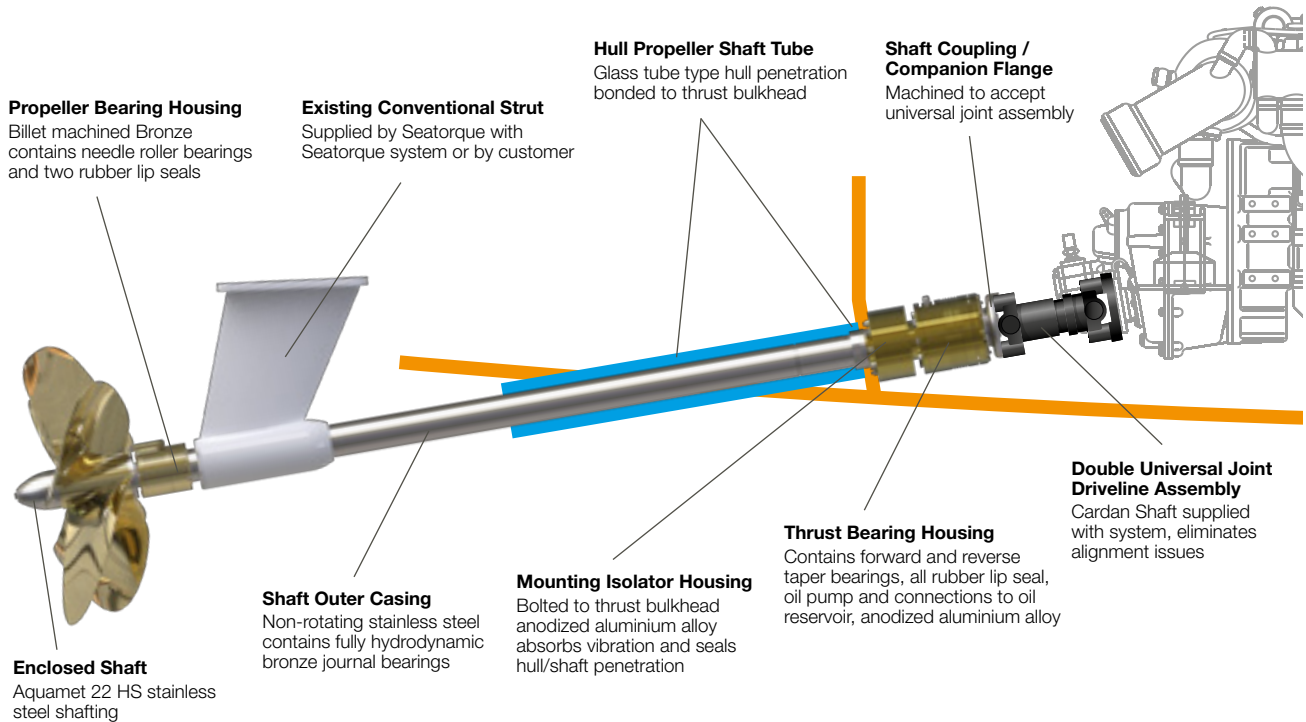 Propeller Bearing Housing
Billet machined Bronze
contains needle roller bearings
and two rubber lip seals
Existing Conventional Strut
Supplied by Seatorque with
Seatorque system or by customer
Hull Propeller Shaft Tube
Glass tube type hull penetration
bonded to thrust bulkhead
Shaft Coupling /
Companion Flange
Machined to accept
universal joint assembly
Enclosed Shaft
Aquamet 22 HS stainless
steel shafting
Shaft Outer Casing
Non-rotating stainless steel
contains fully hydrodynamic
bronze journal bearings
Mounting Isolator Housing
Bolted to thrust bulkhead
anodized aluminium alloy
absorbs vibration and seals
hull/shaft penetration
Thrust Bearing Housing
Contains forward and reverse
taper bearings, all rubber lip seal,
oil pump and connections to oil
reservoir, anodized aluminium alloy
Double Universal Joint
Driveline Assembly
Cardan Shaft supplied
with system, eliminates
alignment issues